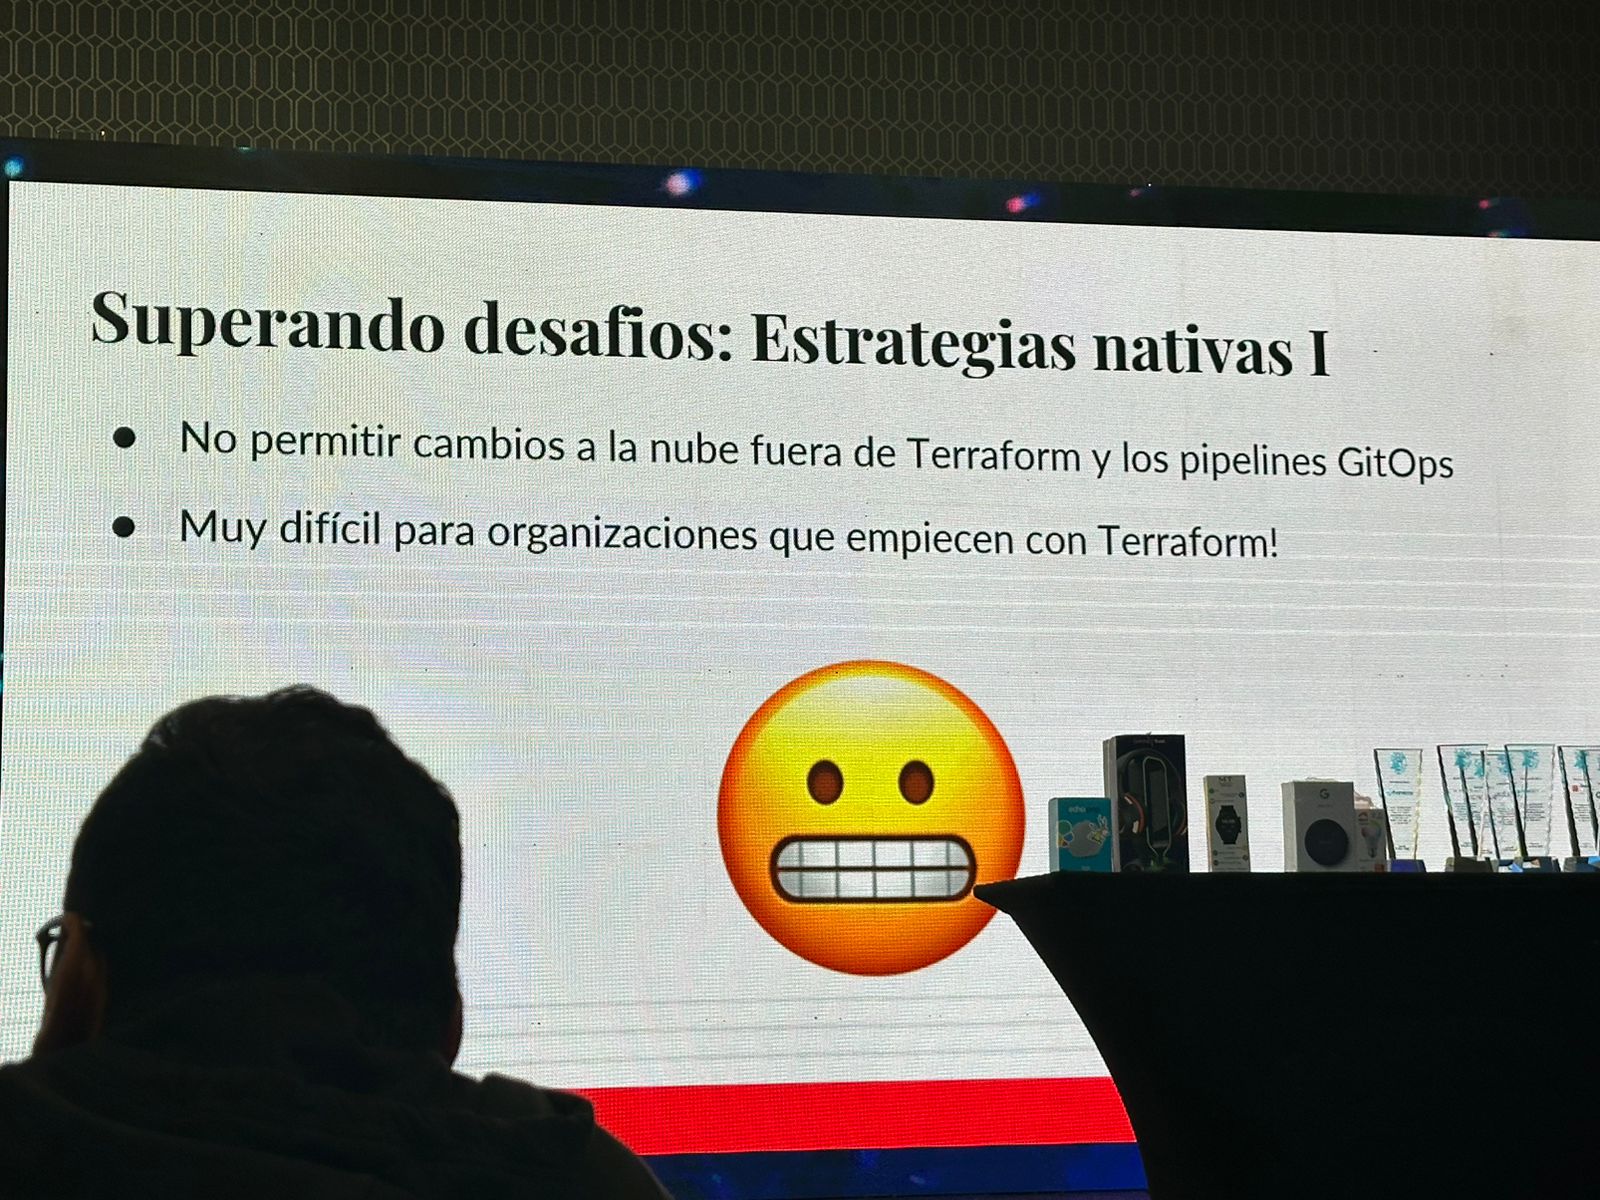 Superando desafios: Estrategias nativas I
No permitir cambios a la nube fuera de Terraform y los pipelines GitOps
Muy difícil para organizaciones que empiecen con Terraform!
echo
G